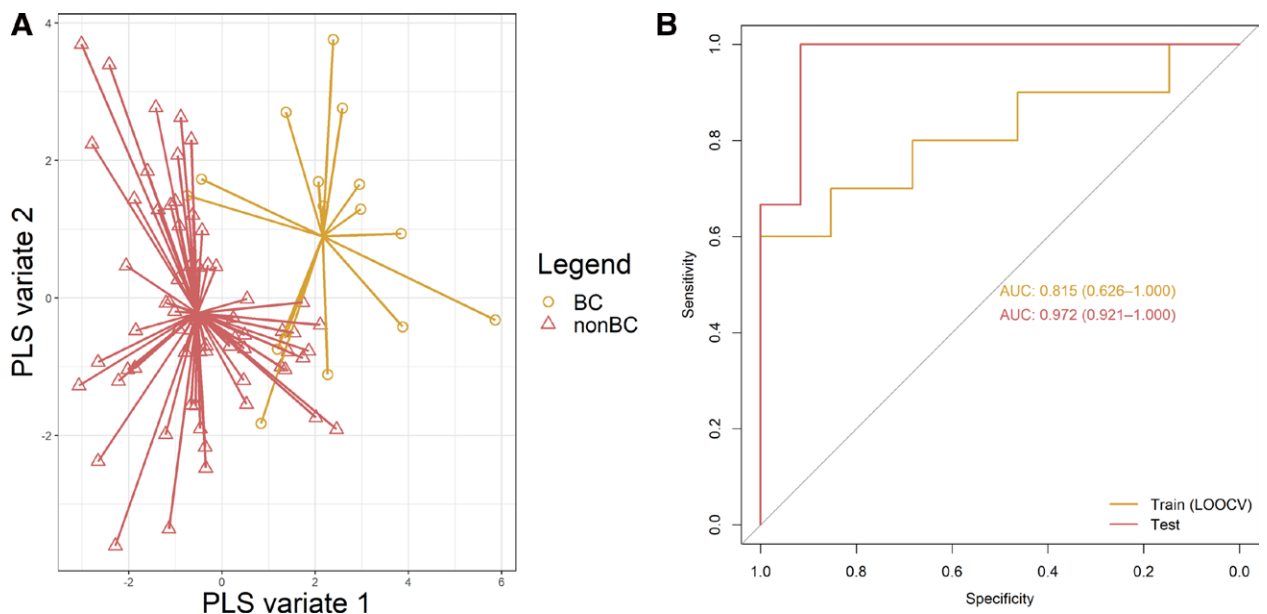 A
4
2
0
-2
PLS variate 2
-2
0
2
4
6
PLS variate 1
Legend
BC
nonBC
B
1.0
0.8
0.6
0.4
0.2
0.0
Sensitivity
AUC: 0.815 (0.626–1.000)
AUC: 0.972 (0.921–1.000)
Train (LOOCV)
Test
1.0 0.8 0.6 0.4 0.2 0.0
Specificity